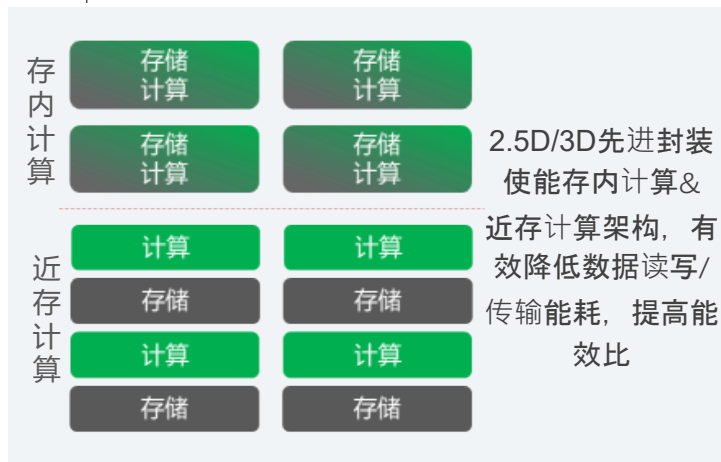 存内计算
存储
计算
存储
计算
存储
计算
存储
计算
近存计算
计算
计算
存储
存储
计算
计算
存储
存储
2.5D/3D先进封装
使能存内计算&
近存计算架构，有
效降低数据读写/
传输能耗，提高能
效比